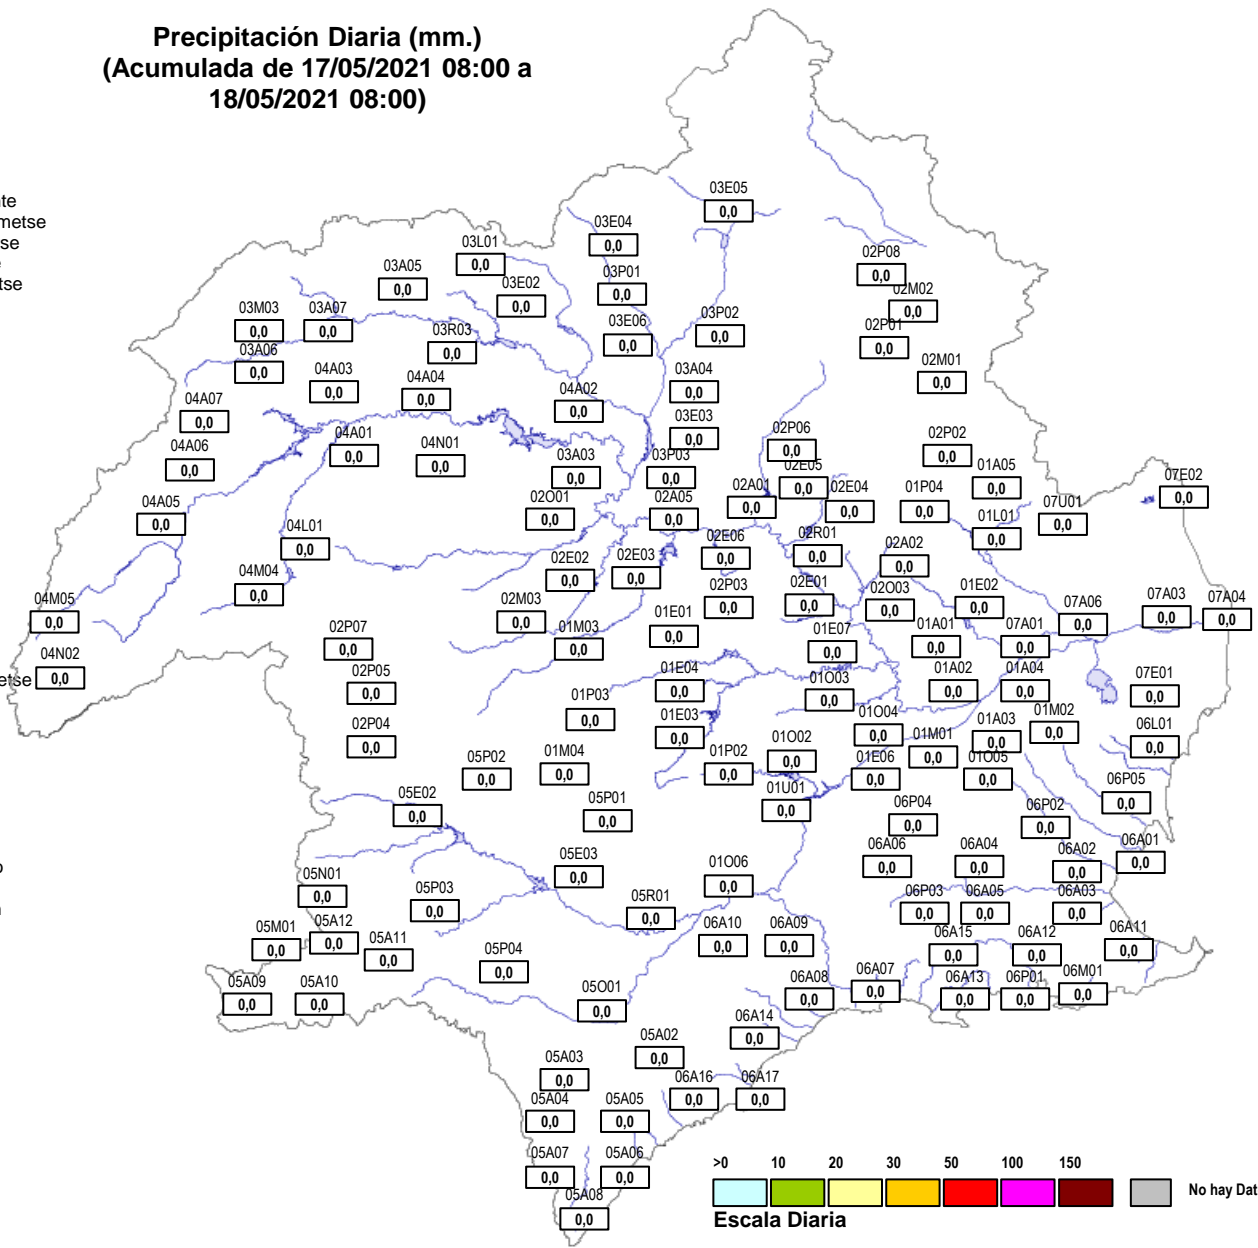 Precipitación Diaria (mm.)
(Acumulada de 17/05/2021 08:00 a
18/05/2021 08:00)
te
metse
se
e
tse
etse
o
03E05
0,0
03E04
0,0
03L01
0,0
02P08
0,0
03A05
0,0
03P01
0,0
03E02
0,0
02M02
0,0
03M03
0,0
03A07
0,0
03P02
0,0
03E06
0,0
03R03
0,0
02P01
0,0
03A06
0,0
02M01
0,0
04A03
0,0
04A04
0,0
03A04
0,0
04A02
0,0
04A07
0,0
03E03
0,0
02P06
0,0
04A01
0,0
04N01
0,0
02P02
0,0
04A06
0,0
03A03
0,0
03P03
0,0
02E05
0,0
01A05
0,0
07E02
0,0
02A01
0,0
02E04
0,0
01P04
0,0
02O01
0,0
02A05
0,0
04A05
0,0
07U01
0,0
01L01
0,0
04L01
0,0
02E06
0,0
02R01
0,0
02A02
0,0
02E02
0,0
02E03
0,0
04M04
0,0
02P03
0,0
02E01
0,0
02O03
0,0
01E02
0,0
07A03
0,0
07A04
0,0
04M05
0,0
02M03
0,0
07A06
0,0
01E01
0,0
02P07
0,0
01M03
0,0
01E07
0,0
01A01
0,0
07A01
0,0
04N02
0,0
02P05
0,0
01E04
0,0
01O03
0,0
01A02
0,0
01A04
0,0
07E01
0,0
01P03
0,0
01E03
0,0
01O04
0,0
01A03
0,0
01M02
0,0
06L01
0,0
02P04
0,0
01M01
0,0
05P02
0,0
01M04
0,0
01P02
0,0
01O02
0,0
01E06
0,0
01O05
0,0
05E02
0,0
05P01
0,0
01U01
0,0
06P05
0,0
06P04
0,0
06P02
0,0
05E03
0,0
01O06
0,0
06A06
0,0
06A04
0,0
06A02
0,0
06A01
0,0
05N01
0,0
05P03
0,0
05R01
0,0
06P03
0,0
06A05
0,0
06A03
0,0
05M01
0,0
05A12
0,0
05A11
0,0
06A10
0,0
06A09
0,0
06A15
0,0
06A12
0,0
06A11
0,0
05P04
0,0
05A09
0,0
05A10
0,0
05O01
0,0
06A08
0,0
06A07
0,0
06A13
0,0
06P01
0,0
06M01
0,0
06A14
0,0
05A02
0,0
05A03
0,0
06A16
0,0
06A17
0,0
05A04
0,0
05A05
0,0
05A07
0,0
05A06
0,0
05A08
0,0
>0 10 20 30 50 100 150
No hay Dat
Escala Diaria